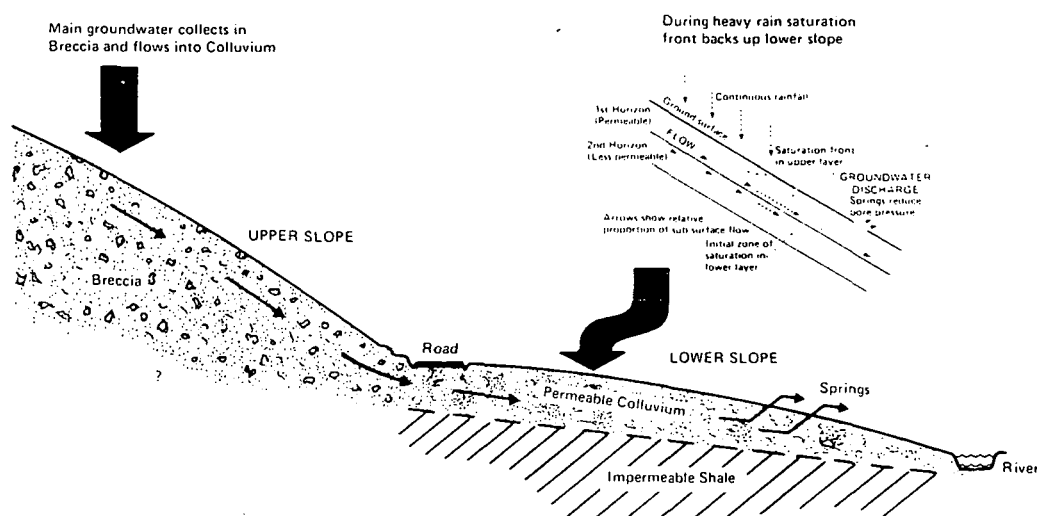 Main groundwater collects in
Breccia and flows into Colluvium
During heavy rain saturation
front backs up lower slope
Continuous rainfall
1st Horizon
(Permeable)
Ground surface
FLOW
2nd Horizon
(Less permeable)
Saturation front
in upper layer
GROUNDWATER
DISCHARGE
Springs reduce
pore pressure
Arrows show relative
proportion of sub surface flow
Initial zone of
saturation in
lower layer
UPPER SLOPE
Breccia
?
Road
LOWER SLOPE
Springs
Permeable Colluvium
Impermeable Shale
River